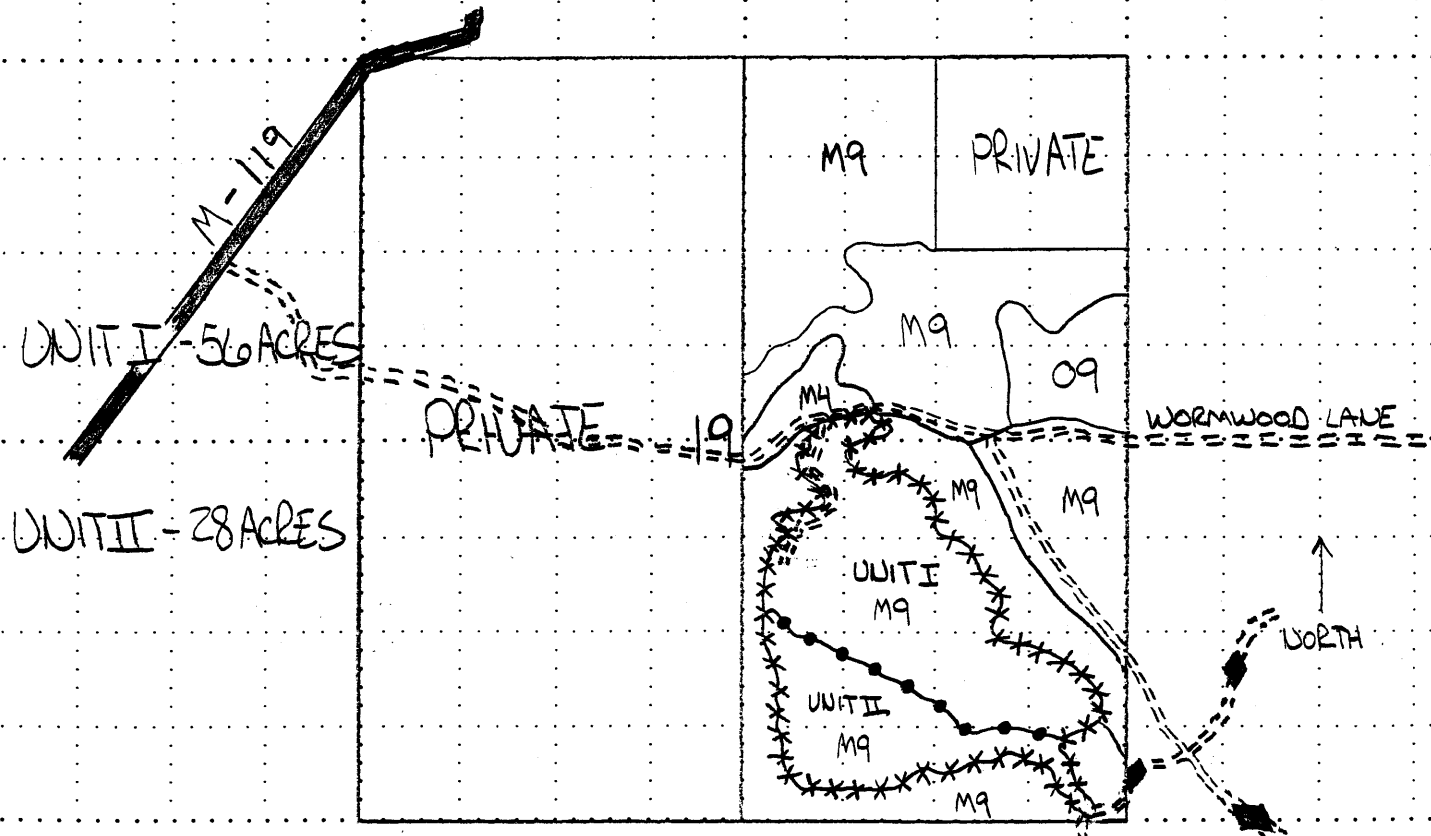 M-119
M9
PRIVATE
UNIT I - 56 ACRES
M9
O9
M4
PRIVATE
19
WORMWOOD LANE
M9
M9
UNIT II - 28 ACRES
UNIT I
M9
NORTH
UNIT II
M9
M9